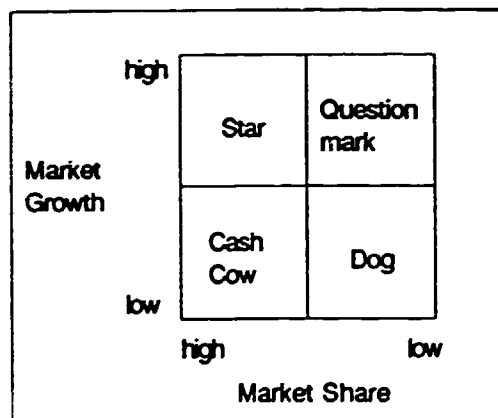 high
Star
Question
mark
Market
Growth
Cash
Cow
Dog
low
high
low
Market Share